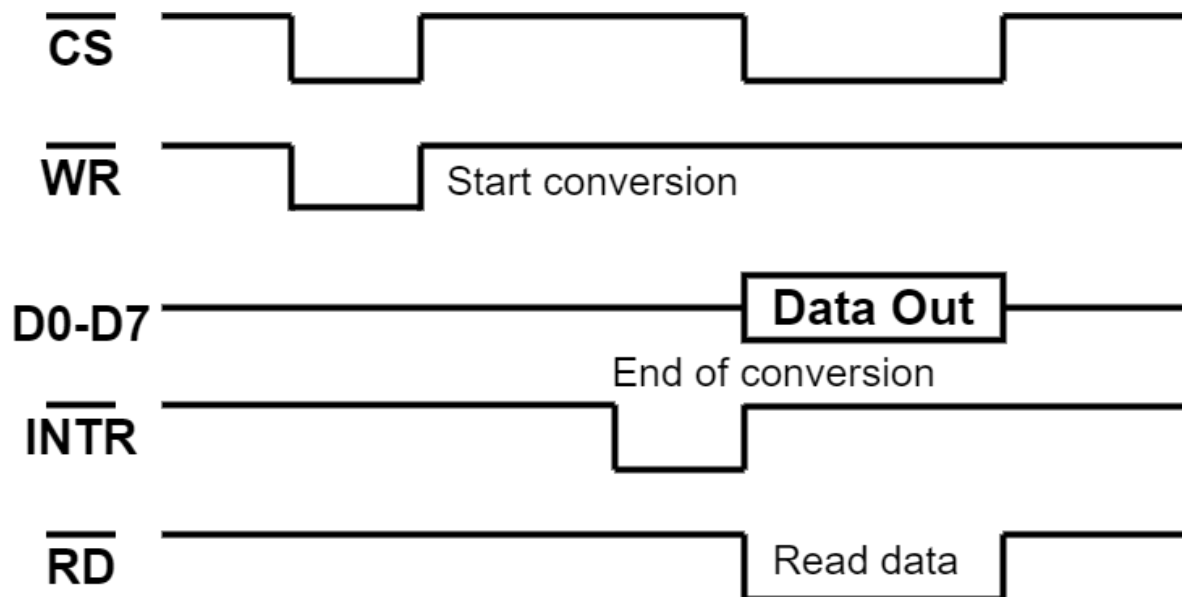 CS
WR
Start conversion
D0-D7
Data Out
End of conversion
INTR
RD
Read data